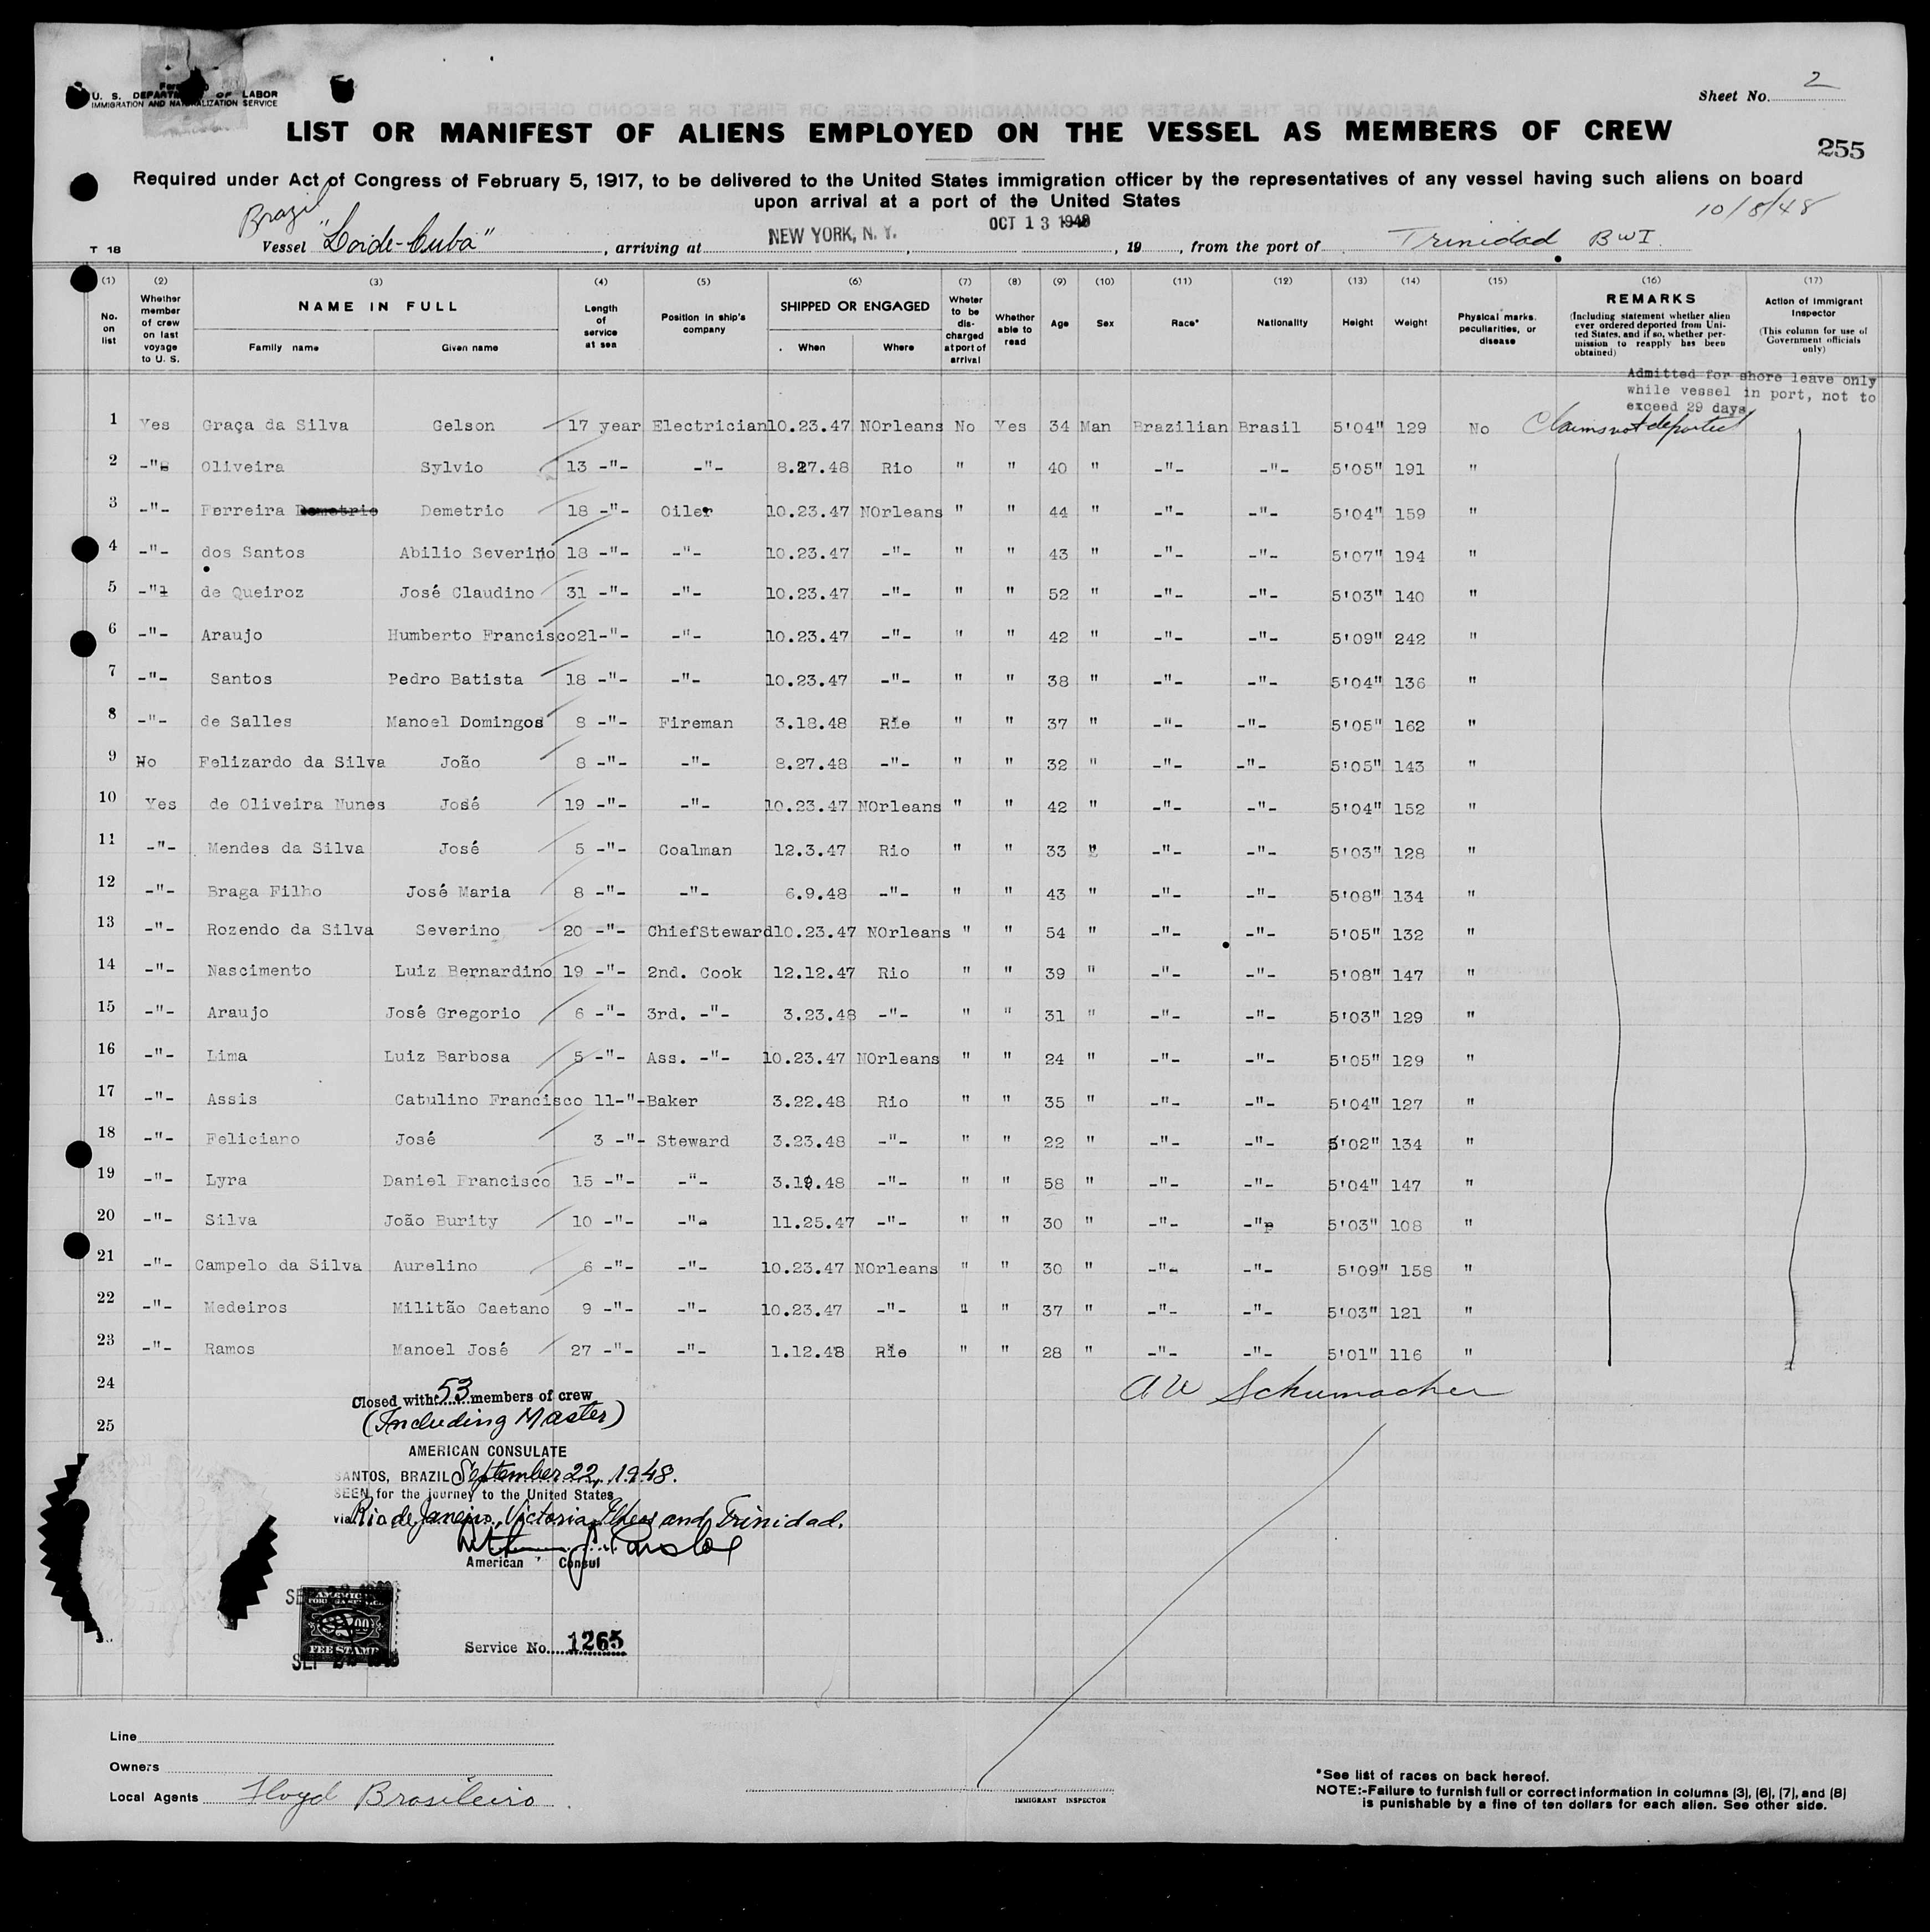 U. S. DEPARTMENT OF LABOR
IMMIGRATION AND NATURALIZATION SERVICE
Sheet No. 2
LIST OR MANIFEST OF ALIENS EMPLOYED ON THE VESSEL AS MEMBERS OF CREW
255
Required under Act of Congress of February 5, 1917, to be delivered to the United States immigration officer by the representatives of any vessel having such aliens on board
upon arrival at a port of the United States
10/8/48
Brazil
T 18 Vessel "Loide-Cuba", arriving at NEW YORK, N. Y., OCT 13 1948, 19, from the port of Trinidad BWI.
(1) (2) (3) (4) (5) (6) (7) (8) (9) (10) (11) (12) (13) (14) (15) (16) (17)
No. on list
Whether member of crew on last voyage to U. S.
NAME IN FULL
Family name Given name
Length of service at sea
Position in ship's company
SHIPPED OR ENGAGED
When Where
Wheter to be discharged at port of arrival
Whether able to read
Age
Sex
Race*
Nationality
Height
Weight
Physical marks, peculiarities, or disease
REMARKS
(Including statement whether alien ever ordered deported from United States, and if so, whether permission to reapply has been obtained)
Action of Immigrant Inspector
(This column for use of Government officials only)
Admitted for shore leave only
while vessel in port, not to
exceed 29 days
1 Yes Graça da Silva Gelson 17 year Electrician 10.23.47 NOrleans No Yes 34 Man Brazilian Brasil 5'04" 129 No Claims not deported
2 -"- Oliveira Sylvio 13 -"- -"- 8.27.48 Rio " " 40 " -"- -"- 5'05" 191 "
3 -"- Ferreira Demetrio Demetrio 18 -"- Oiler 10.23.47 NOrleans " " 44 " -"- -"- 5'04" 159 "
4 -"- dos Santos Abilio Severino 18 -"- -"- 10.23.47 -"- " " 43 " -"- -"- 5'07" 194 "
5 -"- de Queiroz José Claudino 31 -"- -"- 10.23.47 -"- " " 52 " -"- -"- 5'03" 140 "
6 -"- Araujo Humberto Francisco 21-"- -"- 10.23.47 -"- " " 42 " -"- -"- 5'09" 242 "
7 -"- Santos Pedro Batista 18 -"- -"- 10.23.47 -"- " " 38 " -"- -"- 5'04" 136 "
8 -"- de Salles Manoel Domingos 8 -"- Fireman 3.18.48 Rio " " 37 " -"- -"- 5'05" 162 "
9 No Felizardo da Silva João 8 -"- -"- 8.27.48 -"- " " 32 " -"- -"- 5'05" 143 "
10 Yes de Oliveira Nunes José 19 -"- -"- 10.23.47 NOrleans " " 42 " -"- -"- 5'04" 152 "
11 -"- Mendes da Silva José 5 -"- Coalman 12.3.47 Rio " " 33 " -"- -"- 5'03" 128 "
12 -"- Braga Filho José Maria 8 -"- -"- 6.9.48 -"- " " 43 " -"- -"- 5'08" 134 "
13 -"- Rozendo da Silva Severino 20 -"- ChiefSteward 10.23.47 NOrleans " " 54 " -"- -"- 5'05" 132 "
14 -"- Nascimento Luiz Bernardino 19 -"- 2nd. Cook 12.12.47 Rio " " 39 " -"- -"- 5'08" 147 "
15 -"- Araujo José Gregorio 6 -"- 3rd. -"- 3.23.48 -"- " " 31 " -"- -"- 5'03" 129 "
16 -"- Lima Luiz Barbosa 5 -"- Ass. -"- 10.23.47 NOrleans " " 24 " -"- -"- 5'05" 129 "
17 -"- Assis Catulino Francisco 11-"- Baker 3.22.48 Rio " " 35 " -"- -"- 5'04" 127 "
18 -"- Feliciano José 3 -"- Steward 3.23.48 -"- " " 22 " -"- -"- 5'02" 134 "
19 -"- Lyra Daniel Francisco 15 -"- -"- 3.19.48 -"- " " 58 " -"- -"- 5'04" 147 "
20 -"- Silva João Burity 10 -"- -"- 11.25.47 -"- " " 30 " -"- -"- 5'03" 108 "
21 -"- Campelo da Silva Aurelino 6 -"- -"- 10.23.47 NOrleans " " 30 " -"- -"- 5'09" 158 "
22 -"- Medeiros Militão Caetano 9 -"- -"- 10.23.47 -"- " " 37 " -"- -"- 5'03" 121 "
23 -"- Ramos Manoel José 27 -"- -"- 1.12.48 Rio " " 28 " -"- -"- 5'01" 116 "
24
A W Schumacher
Closed with 53 members of crew
(Including Master)
25
AMERICAN CONSULATE
SANTOS, BRAZIL September 22, 1948.
SEEN for the journey to the United States
via Rio de Janeiro, Victoria, Ilheus and Trinidad.
American Consul
AMERICAN
FEE STAMP
Service No. 1265
Line
Owners
Local Agents Lloyd Brasileiro
IMMIGRANT INSPECTOR
*See list of races on back hereof.
NOTE:-Failure to furnish full or correct information in columns (3), (6), (7), and (8)
is punishable by a fine of ten dollars for each alien. See other side.